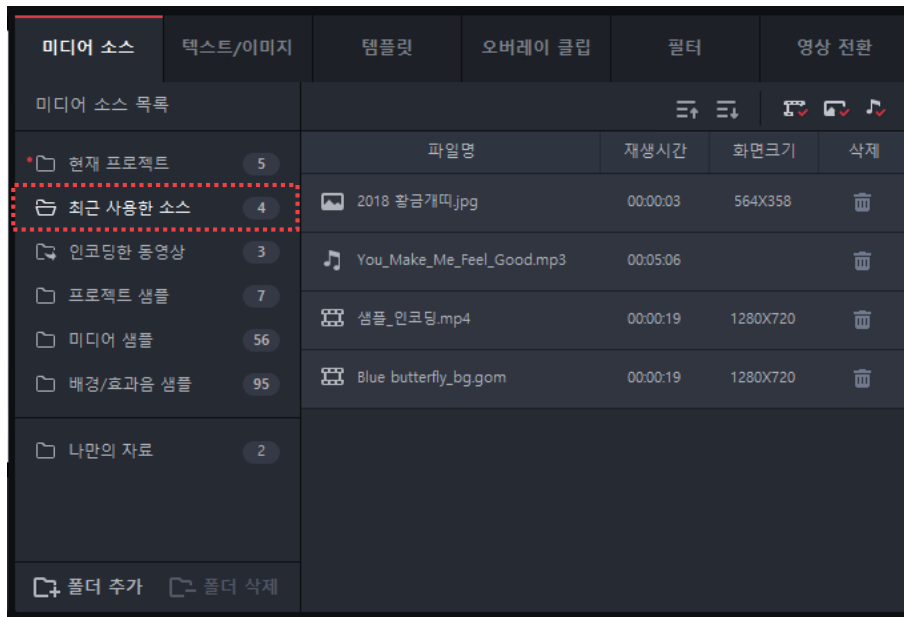 미디어 소스 텍스트/이미지 템플릿 오버레이 클립 필터 영상 전환
미디어 소스 목록
현재 프로젝트 5
최근 사용한 소스 4
인코딩한 동영상 3
프로젝트 샘플 7
미디어 샘플 56
배경/효과음 샘플 95
나만의 자료 2
폴더 추가 폴더 삭제
파일명 재생시간 화면크기 삭제
2018 황금개띠.jpg 00:00:03 564X358
You_Make_Me_Feel_Good.mp3 00:05:06
샘플_인코딩.mp4 00:00:19 1280X720
Blue butterfly_bg.gom 00:00:19 1280X720